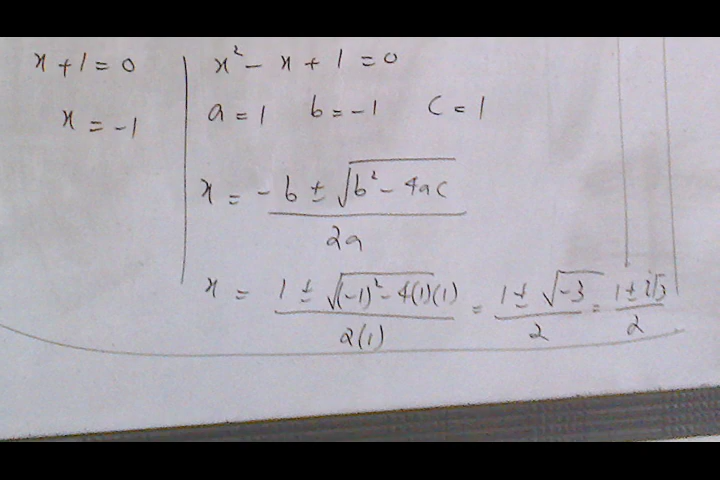 x + 1 = 0
x = -1
x² - x + 1 = 0
a = 1 b = -1 c = 1
x = -b ± √(b² - 4ac) / 2a
x = 1 ± √((-1)² - 4(1)(1)) / 2(1) = 1 ± √-3 / 2 = 1 ± i√3 / 2